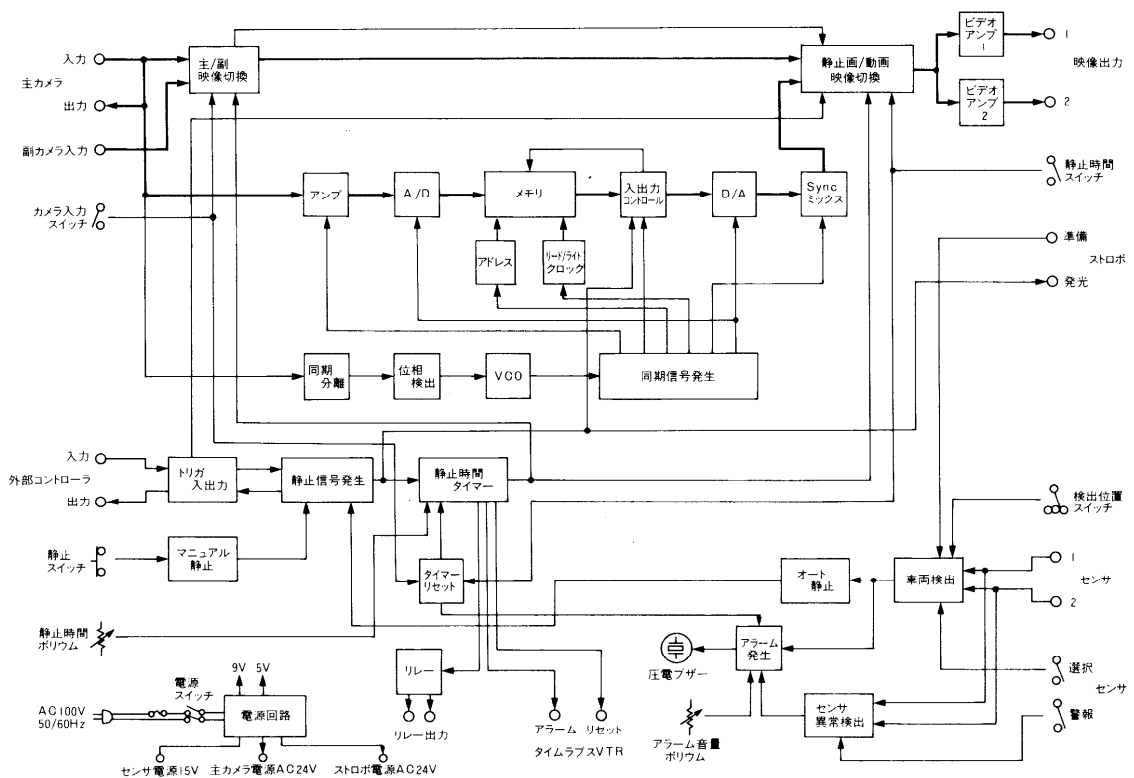 入力
主カメラ
出力
副カメラ入力
カメラ入力
スイッチ
主/副
映像切換
静止画/動画
映像切換
ビデオ
アンプ
1
ビデオ
アンプ
2
1
映像出力
2
アンプ
A/D
メモリ
入出力
コントロール
D/A
Sync
ミックス
アドレス
リード/ライト
クロック
静止時間
スイッチ
準備
ストロボ
発光
同期
分離
位相
検出
VCO
同期信号発生
入力
外部コントローラ
出力
トリガ
入出力
静止信号発生
静止時間
タイマー
検出位置
スイッチ
静止
スイッチ
マニュアル
静止
タイマー
リセット
オート
静止
車両検出
1
センサ
2
静止時間
ボリウム
圧電ブザー
アラーム
発生
選択
センサ
警報
9V
5V
電源
スイッチ
リレー
AC100V
50/60Hz
電源回路
リレー出力
アラーム
リセット
タイムラプスVTR
アラーム音量
ボリウム
センサ
異常検出
センサ電源15V
主カメラ電源AC24V
ストロボ電源AC24V